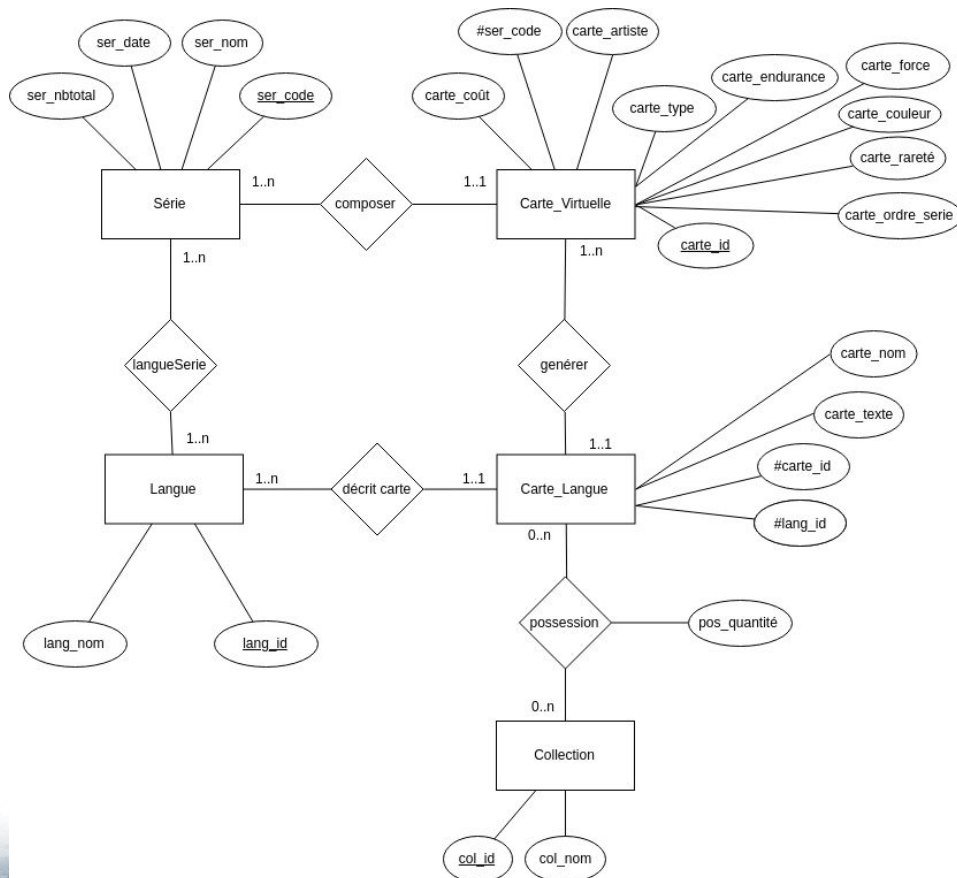 #ser_code
carte_artiste
ser_date
ser_nom
carte_endurance
carte_force
ser_nbtotal
ser_code
carte_coût
carte_type
carte_couleur
carte_rareté
1..n
1..1
Série
composer
Carte_Virtuelle
carte_ordre_serie
carte_id
1..n
1..n
carte_nom
langueSerie
genérer
carte_texte
1..n
1..1
#carte_id
1..n
1..1
Langue
décrit carte
Carte_Langue
#lang_id
0..n
lang_nom
lang_id
possession
pos_quantité
0..n
Collection
col_id
col_nom